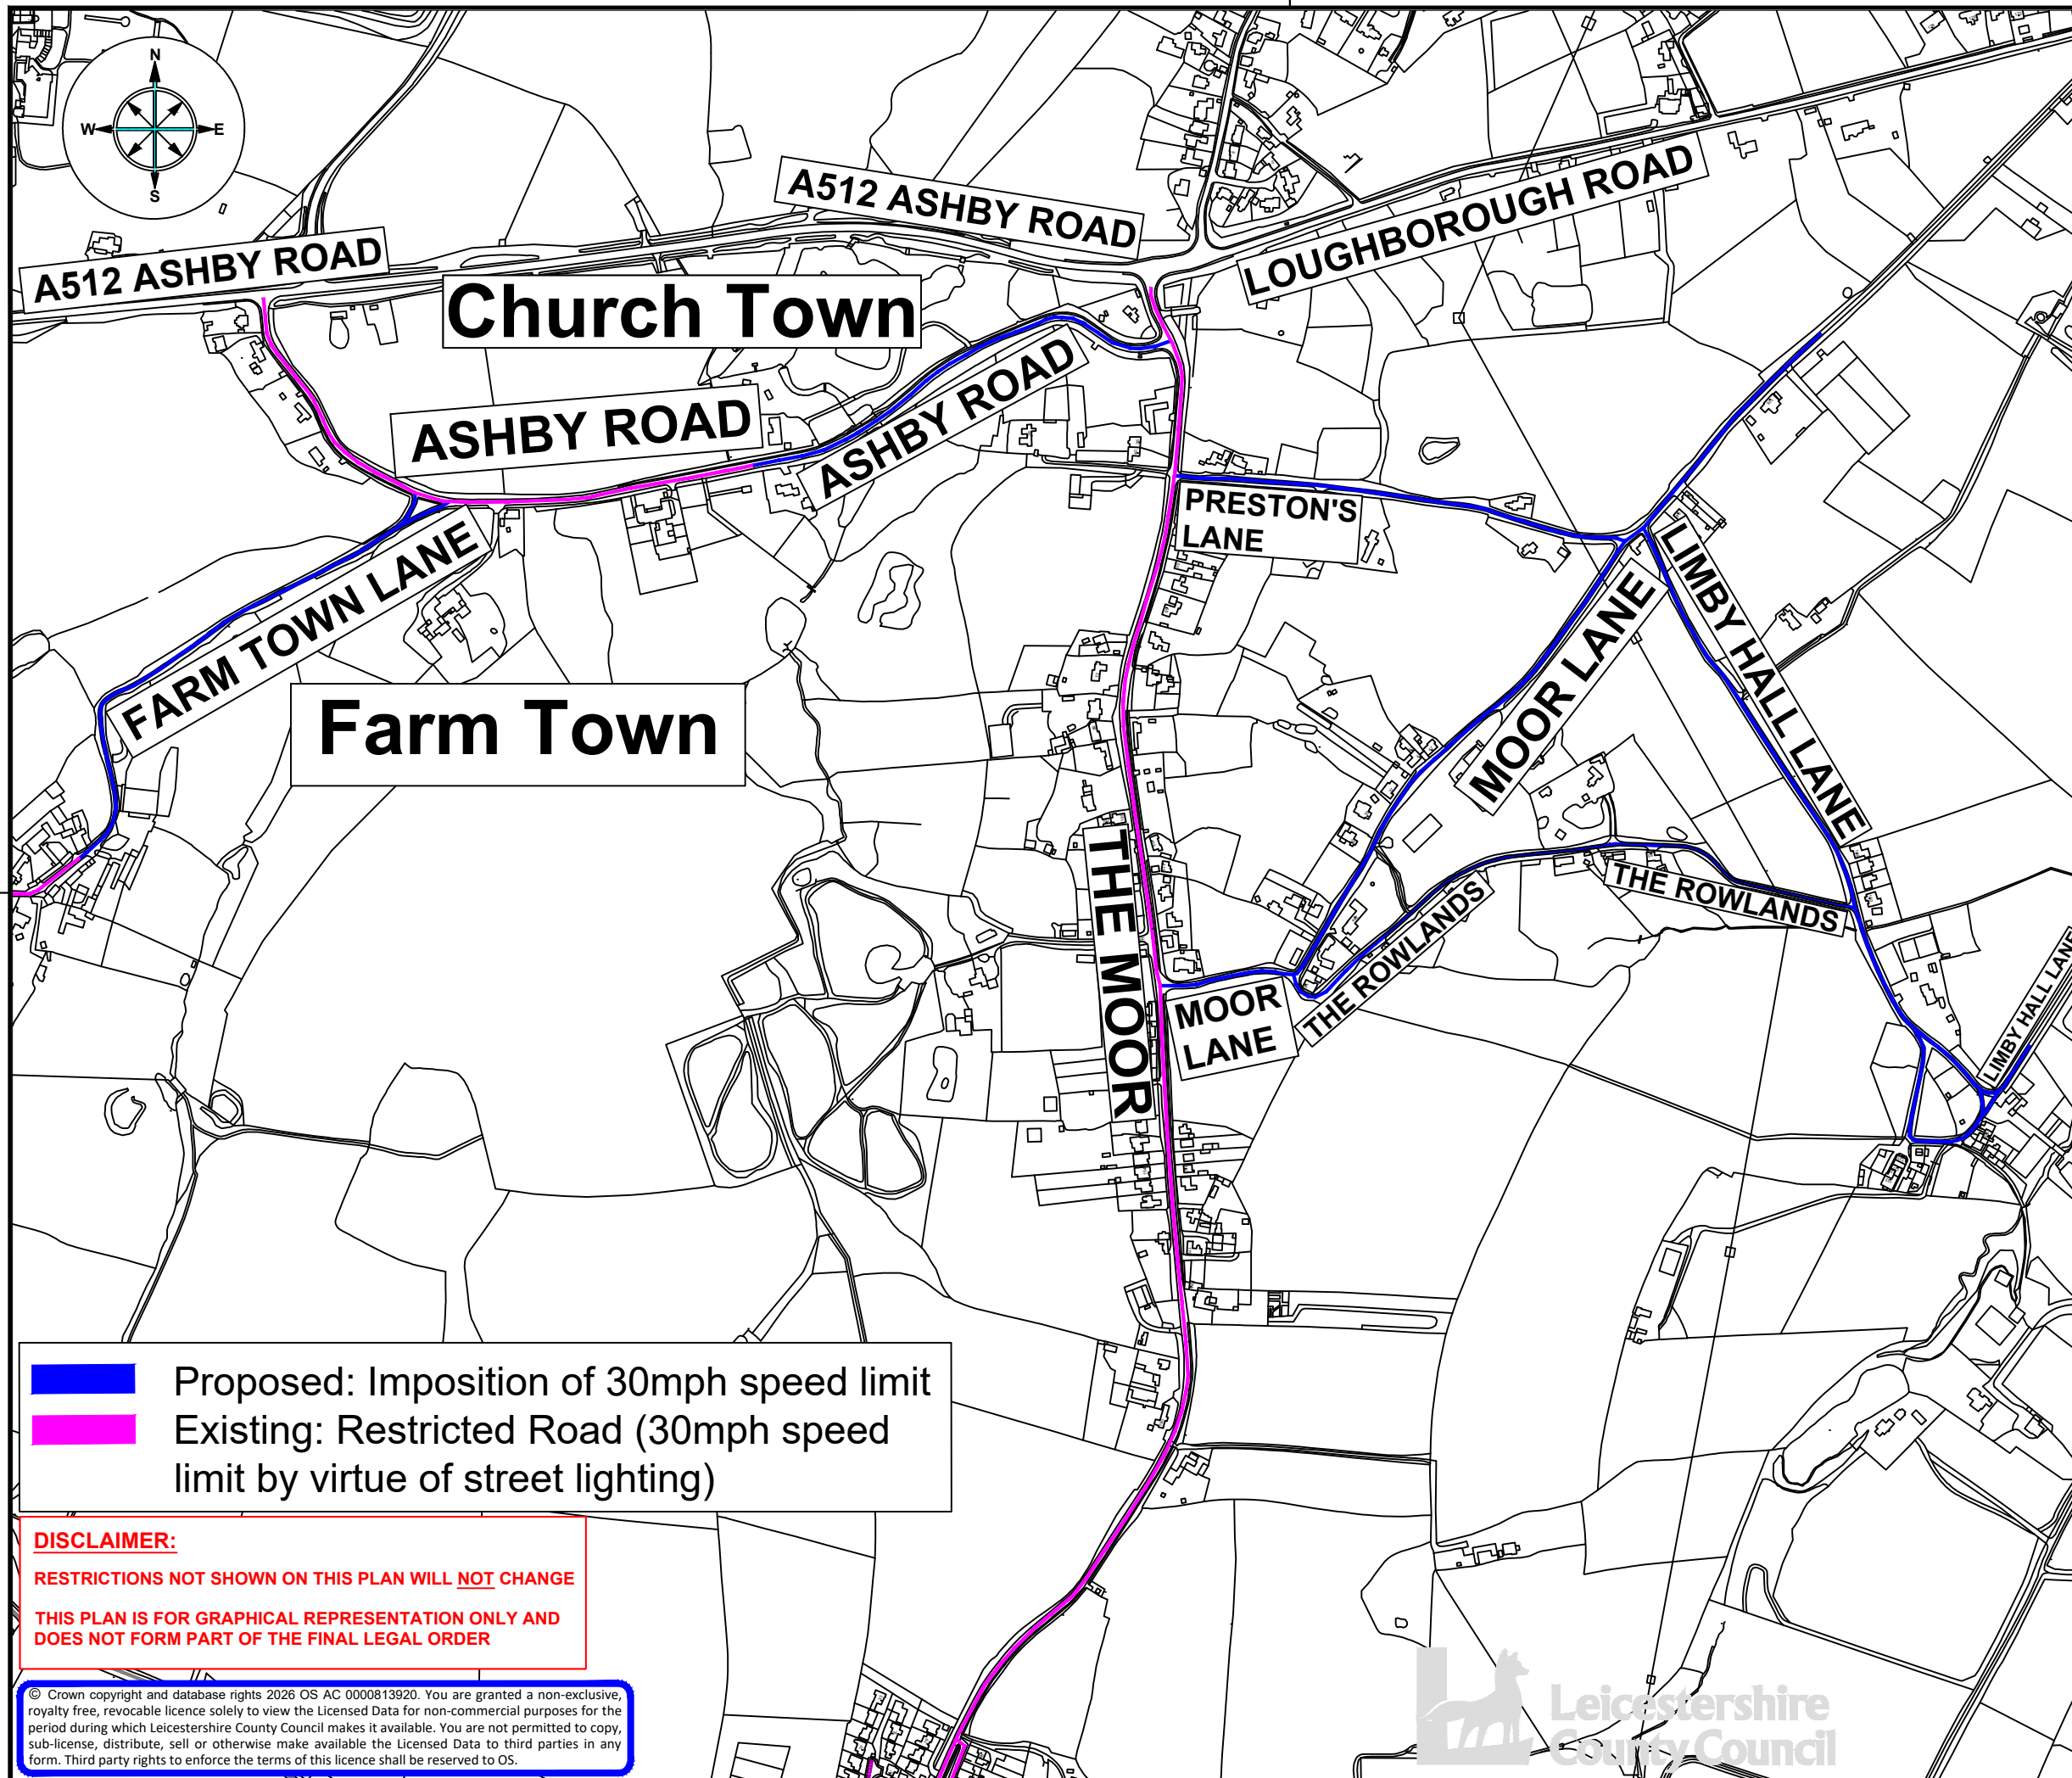 N
W
E
S
A512 ASHBY ROAD
A512 ASHBY ROAD
LOUGHBOROUGH ROAD
Church Town
ASHBY ROAD
ASHBY ROAD
PRESTON'S
LANE
FARM TOWN LANE
Farm Town
MOOR LANE
LIMBY HALL LANE
THE MOOR
THE ROWLANDS
THE ROWLANDS
MOOR
LANE
LIMBY HALL LANE
Proposed: Imposition of 30mph speed limit
Existing: Restricted Road (30mph speed
limit by virtue of street lighting)
DISCLAIMER:
RESTRICTIONS NOT SHOWN ON THIS PLAN WILL NOT CHANGE
THIS PLAN IS FOR GRAPHICAL REPRESENTATION ONLY AND
DOES NOT FORM PART OF THE FINAL LEGAL ORDER
© Crown copyright and database rights 2026 OS AC 0000813920. You are granted a non-exclusive,
royalty free, revocable licence solely to view the Licensed Data for non-commercial purposes for the
period during which Leicestershire County Council makes it available. You are not permitted to copy,
sub-license, distribute, sell or otherwise make available the Licensed Data to third parties in any
form. Third party rights to enforce the terms of this licence shall be reserved to OS.
Leicestershire
County Council